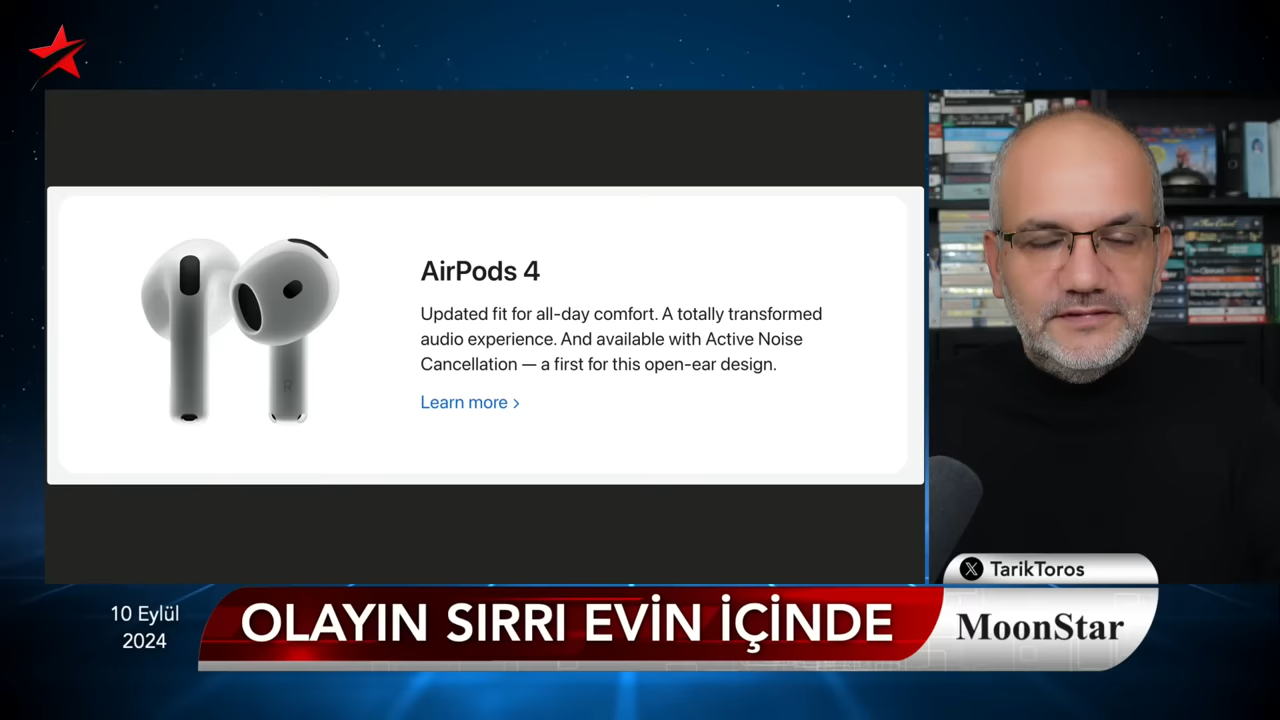 AirPods 4
Updated fit for all-day comfort. A totally transformed
audio experience. And available with Active Noise
Cancellation — a first for this open-ear design.
Learn more ›
R
TarikToros
10 Eylül
2024
OLAYIN SIRRI EVİN İÇİNDE
MoonStar